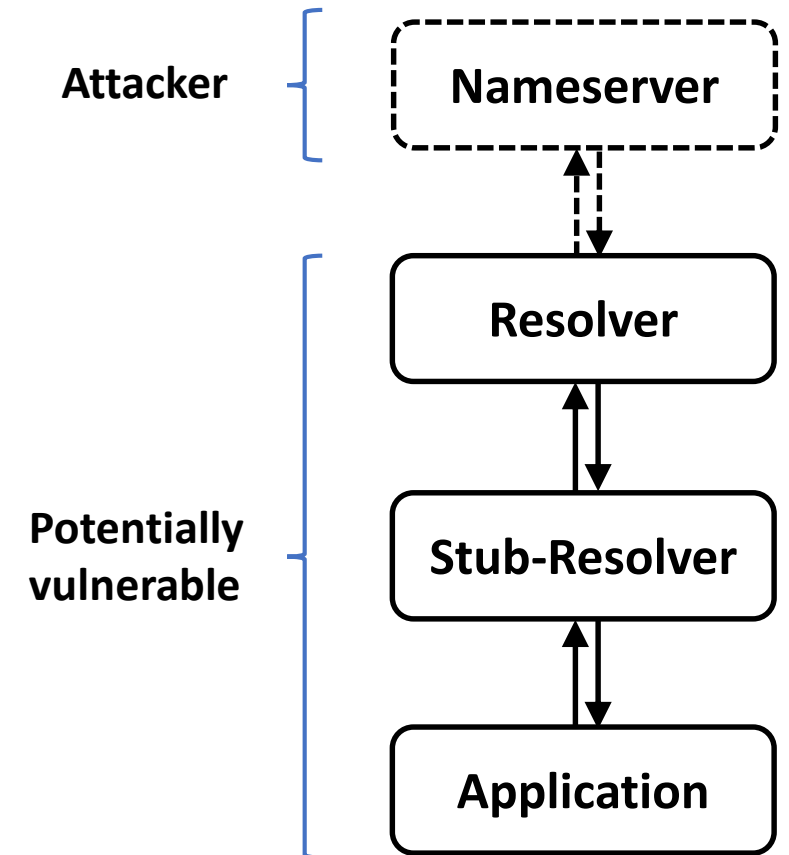 Attacker
Nameserver
Resolver
Potentially
vulnerable
Stub-Resolver
Application